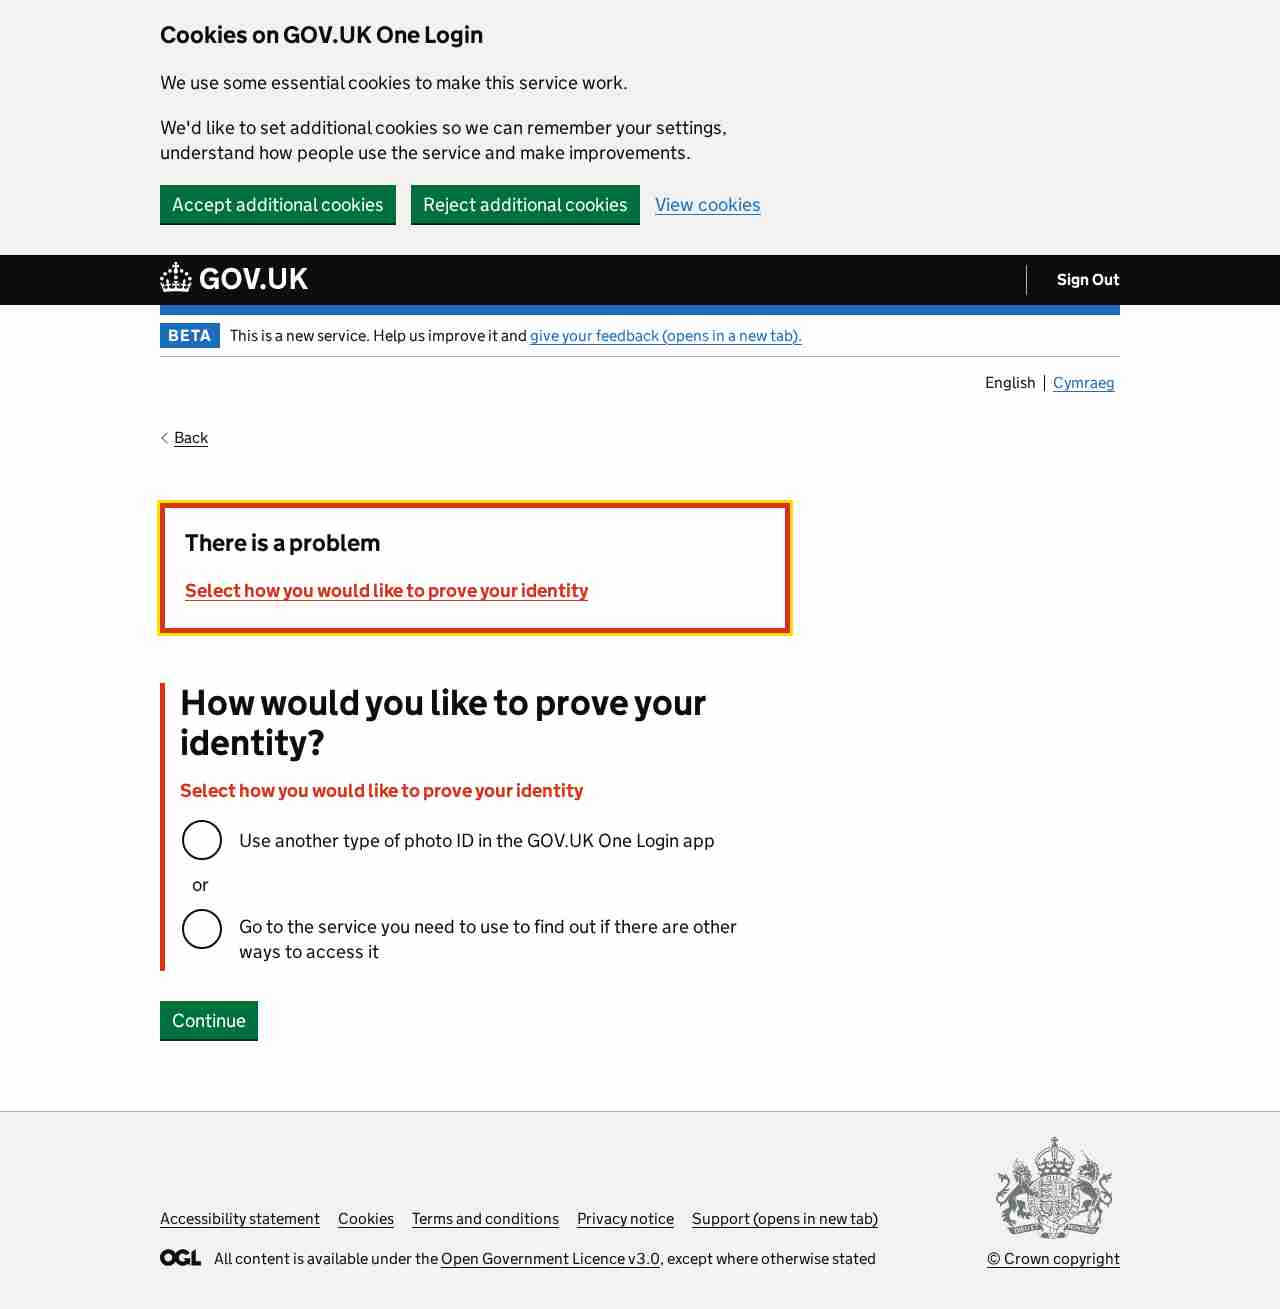 Cookies on GOV.UK One Login
We use some essential cookies to make this service work.
We'd like to set additional cookies so we can remember your settings,
understand how people use the service and make improvements.
Accept additional cookies Reject additional cookies View cookies
GOV.UK Sign Out
BETA This is a new service. Help us improve it and give your feedback (opens in a new tab).
English Cymraeg
Back
There is a problem
Select how you would like to prove your identity
How would you like to prove your
identity?
Select how you would like to prove your identity
Use another type of photo ID in the GOV.UK One Login app
or
Go to the service you need to use to find out if there are other
ways to access it
Continue
Accessibility statement Cookies Terms and conditions Privacy notice Support (opens in new tab)
OGL All content is available under the Open Government Licence v3.0, except where otherwise stated © Crown copyright